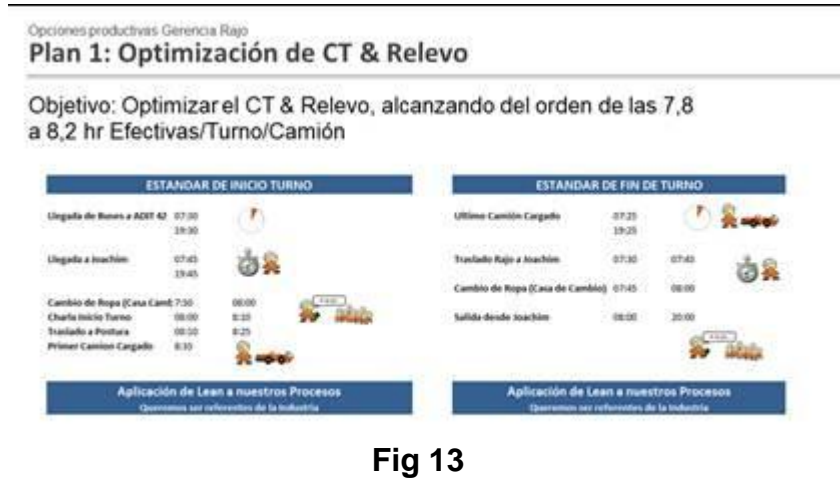 Opciones productivas Gerencia Rajo
Plan 1: Optimización de CT & Relevo
Objetivo: Optimizar el CT & Relevo, alcanzando del orden de las 7,8
a 8,2 hr Efectivas/Turno/Camión
ESTANDAR DE INICIO TURNO
Llegada de Buses a ADIT 42 07:30
19:30
Llegada a Joachim 07:45
19:45
Cambio de Ropa (Casa Camb 7:50 08:00
Charla Inicio Turno 08:00 8:10
Traslado a Postura 08:10 8:25
Primer Camion Cargado
Aplicación de Lean a nuestros Procesos
Queremos ser referentes de la Industria
ESTANDAR DE FIN DE TURNO
Ultimo Camión Cargado 07:25
19:25
Traslado Rajo a Joachim 07:30 07:43
Cambio de Ropa (Casa de Cambio) 07:45 08:00
Salida desde Joachim 08:00 20:00
Aplicación de Lean a nuestros Procesos
Queremos ser referentes de la Industria
Fig 13